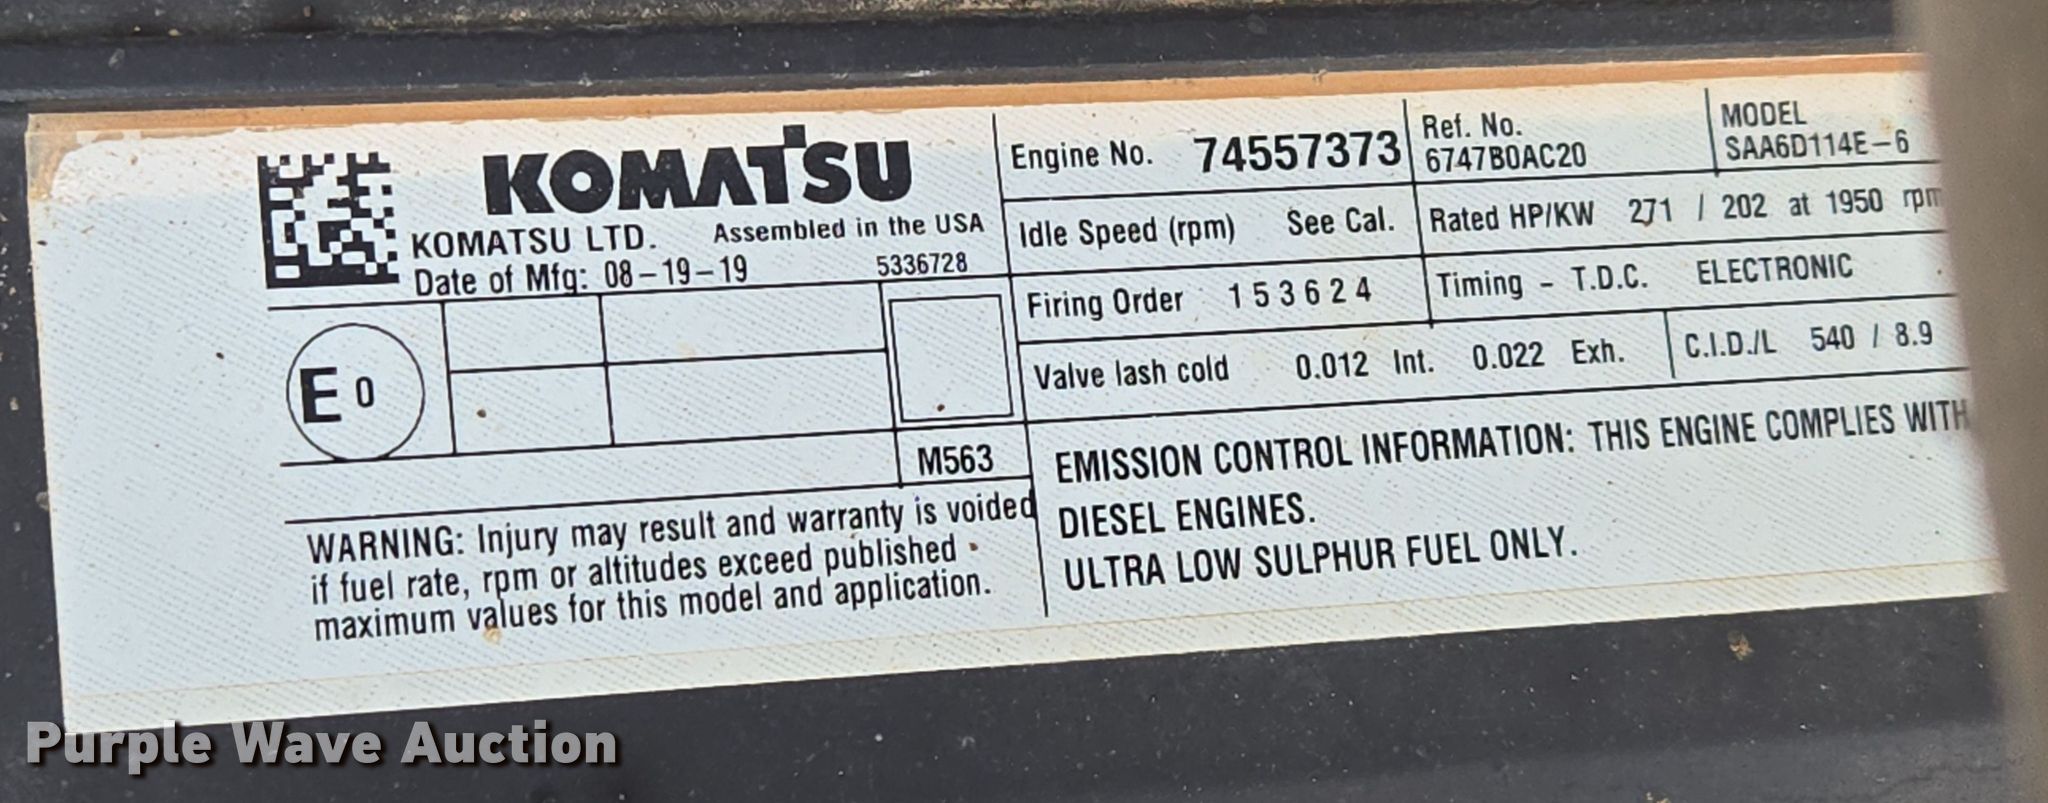 KOMATSU
KOMATSU LTD. Assembled in the USA
Date of Mfg: 08-19-19 5336728
E 0
M563
WARNING: Injury may result and warranty is voided
if fuel rate, rpm or altitudes exceed published
maximum values for this model and application.
Engine No. 74557373
Ref. No.
6747B0AC20
MODEL
SAA6D114E-6
Idle Speed (rpm) See Cal.
Rated HP/KW 271 / 202 at 1950 rpm
Firing Order 1 5 3 6 2 4
Timing - T.D.C. ELECTRONIC
Valve lash cold 0.012 Int. 0.022 Exh.
C.I.D./L 540 / 8.9
EMISSION CONTROL INFORMATION: THIS ENGINE COMPLIES WITH
DIESEL ENGINES.
ULTRA LOW SULPHUR FUEL ONLY.
Purple Wave Auction